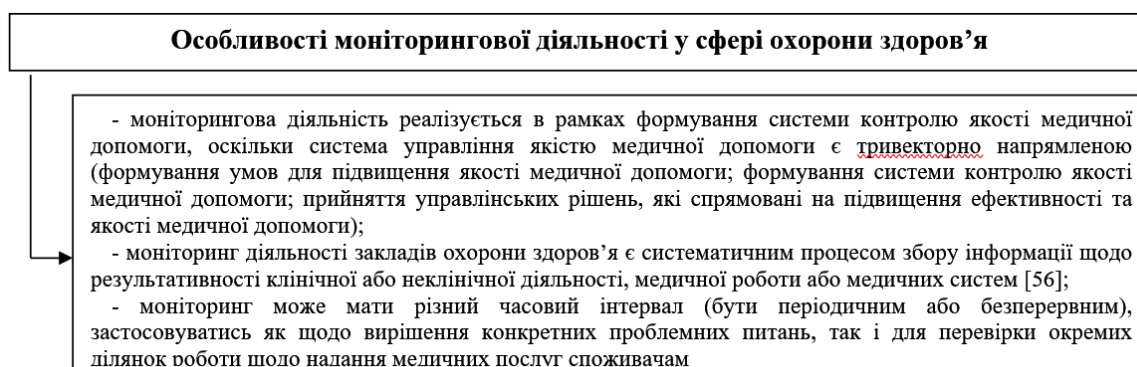 Особливості моніторингової діяльності у сфері охорони здоров’я
- моніторингова діяльність реалізується в рамках формування системи контролю якості медичної
допомоги, оскільки система управління якістю медичної допомоги є тривекторно напрямленою
(формування умов для підвищення якості медичної допомоги; формування системи контролю якості
медичної допомоги; прийняття управлінських рішень, які спрямовані на підвищення ефективності та
якості медичної допомоги);
- моніторинг діяльності закладів охорони здоров’я є систематичним процесом збору інформації щодо
результативності клінічної або неклінічної діяльності, медичної роботи або медичних систем [56];
- моніторинг може мати різний часовий інтервал (бути періодичним або безперервним),
застосовуватись як щодо вирішення конкретних проблемних питань, так і для перевірки окремих
ділянок роботи щодо надання медичних послуг споживачам